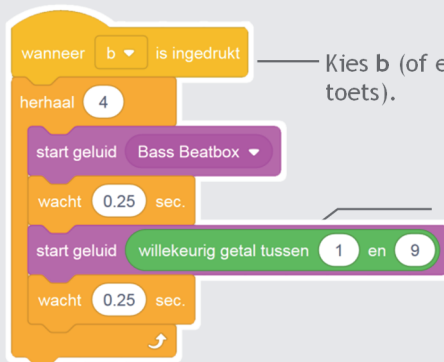 wanneer b is ingedrukt
Kies b (of e
toets).
herhaal 4
start geluid Bass Beatbox
wacht 0.25 sec.
start geluid willekeurig getal tussen 1 en 9
wacht 0.25 sec.